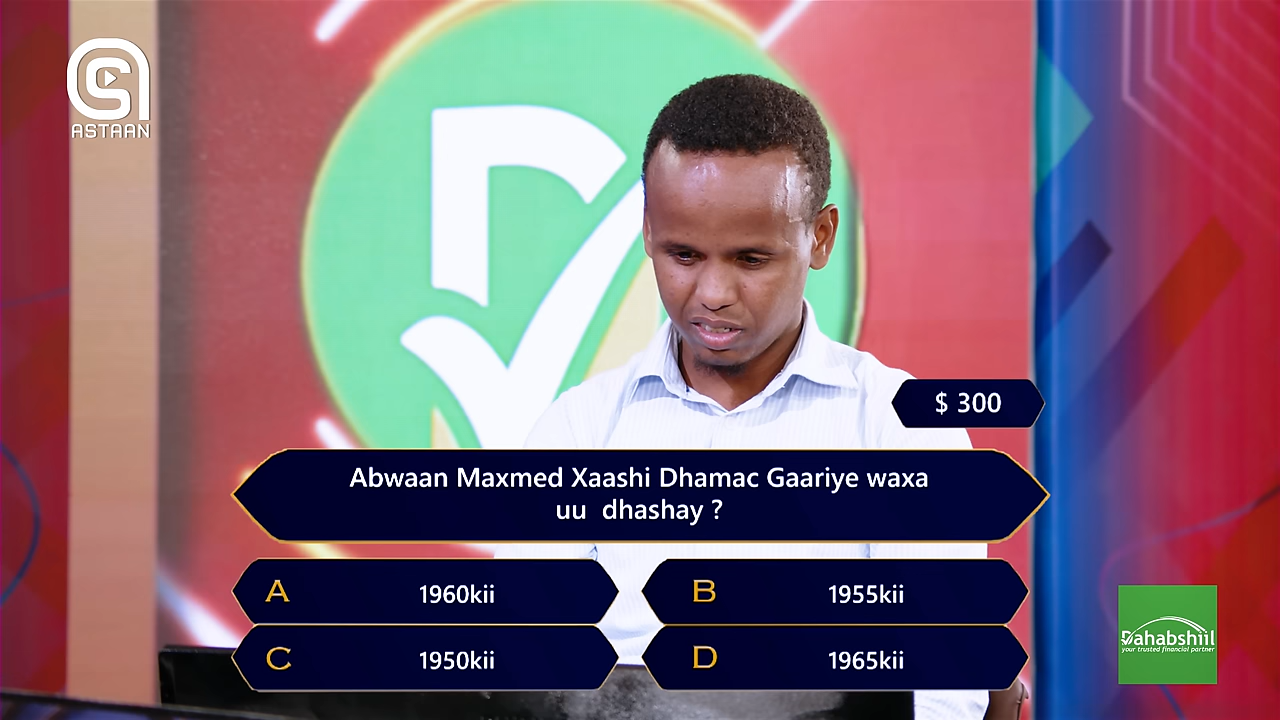 ASTAAN
$ 300
Abwaan Maxmed Xaashi Dhamac Gaariye waxa
uu dhashay ?
A 1960kii
B 1955kii
C 1950kii
D 1965kii
Dahabshiil
your trusted financial partner